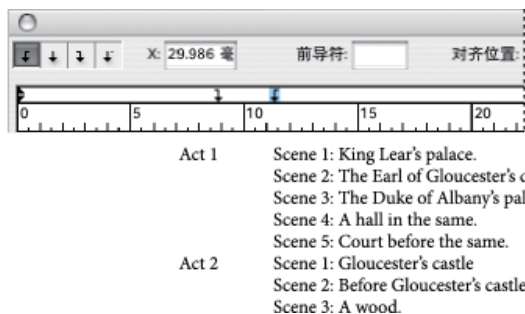 X: 29.986 毫 前导符: 对齐位置:
0 5 10 15 20
Act 1 Scene 1: King Lear's palace.
Scene 2: The Earl of Gloucester's c
Scene 3: The Duke of Albany's pal
Scene 4: A hall in the same.
Scene 5: Court before the same.
Act 2 Scene 1: Gloucester's castle
Scene 2: Before Gloucester's castle
Scene 3: A wood.